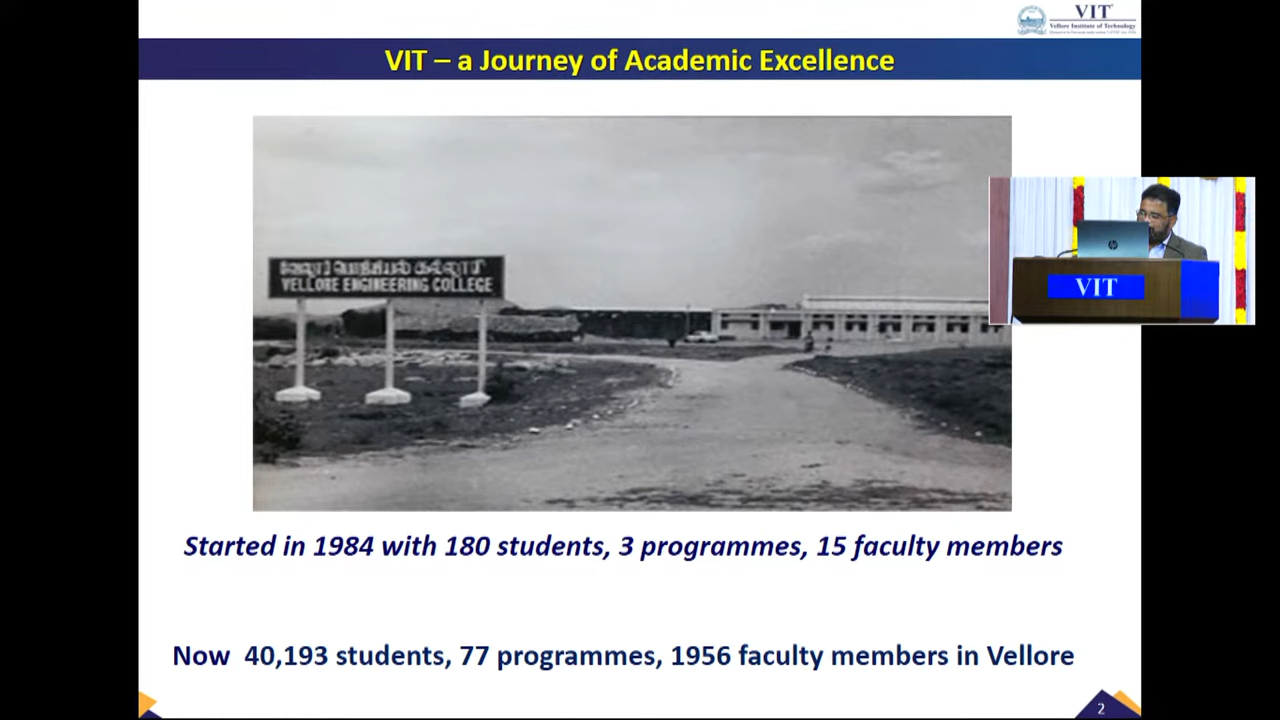 VIT
Vellore Institute of Technology
VIT – a Journey of Academic Excellence
VELLORE ENGINEERING COLLEGE
hp
VIT
Started in 1984 with 180 students, 3 programmes, 15 faculty members
Now 40,193 students, 77 programmes, 1956 faculty members in Vellore
2